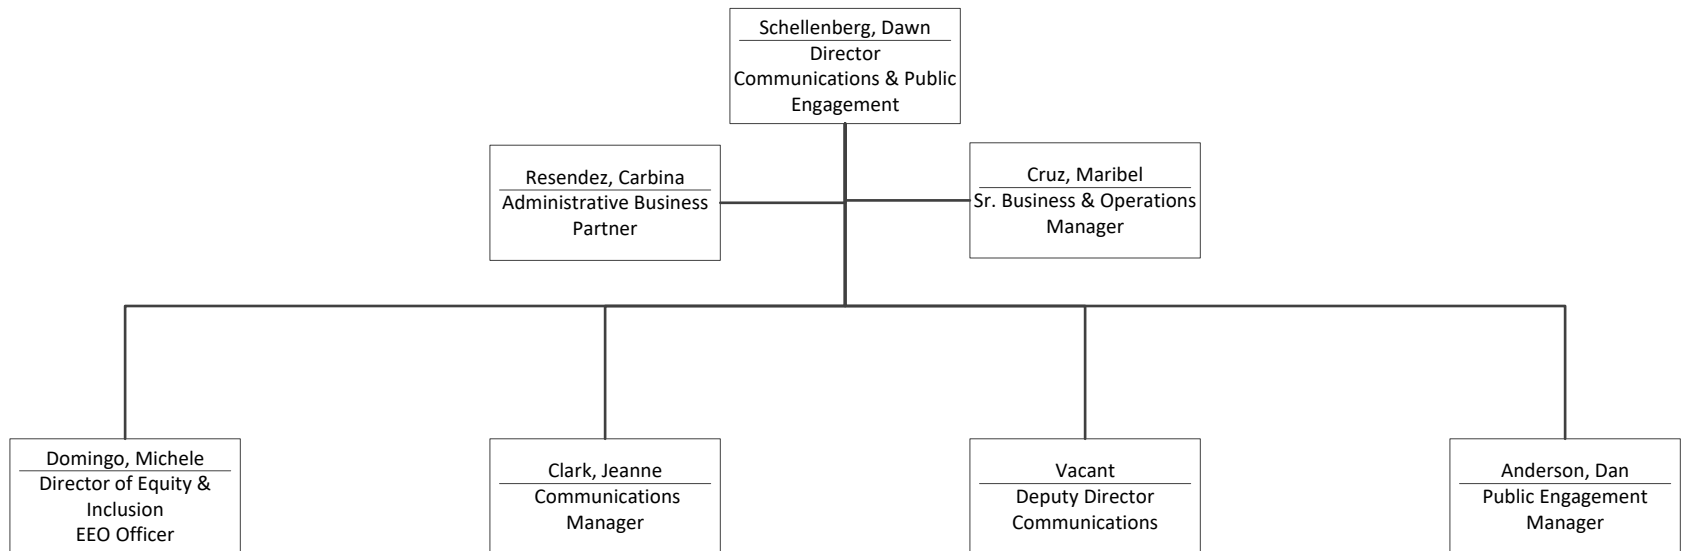 Schellenberg, Dawn
Director
Communications & Public
Engagement
Resendez, Carbina
Administrative Business
Partner
Cruz, Maribel
Sr. Business & Operations
Manager
Domingo, Michele
Director of Equity &
Inclusion
EEO Officer
Clark, Jeanne
Communications
Manager
Vacant
Deputy Director
Communications
Anderson, Dan
Public Engagement
Manager